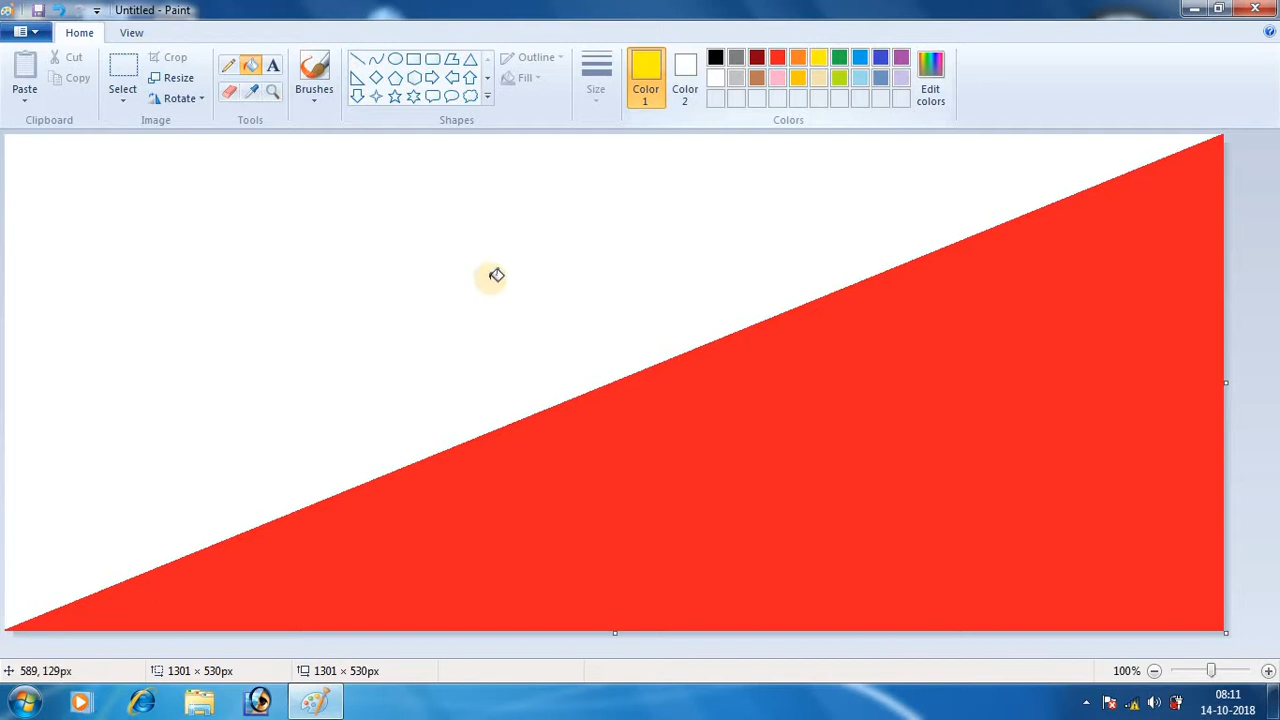 Untitled - Paint
Home View
Paste
Cut
Copy
Clipboard
Select
Crop
Resize
Rotate
Image
A
Tools
Brushes
Outline
Fill
Shapes
Size
Color 1
Color 2
Edit colors
Colors
589, 129px 1301 × 530px 1301 × 530px 100%
08:11
14-10-2018